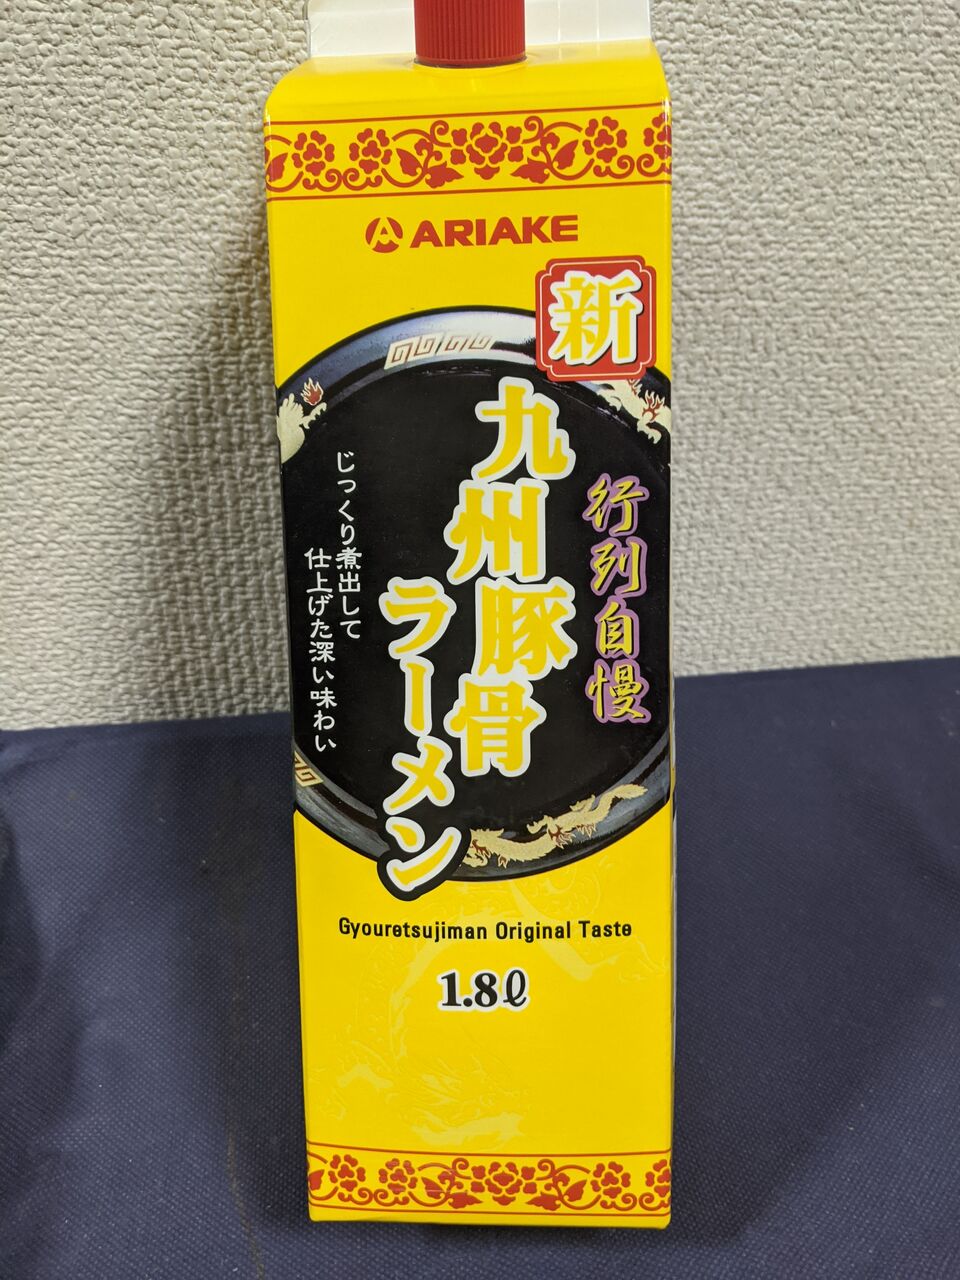 ARIAKE
新
行列自慢
九州豚骨
ラーメン
じっくり煮出して
仕上げた深い味わい
Gyouretsujiman Original Taste
1.8ℓ